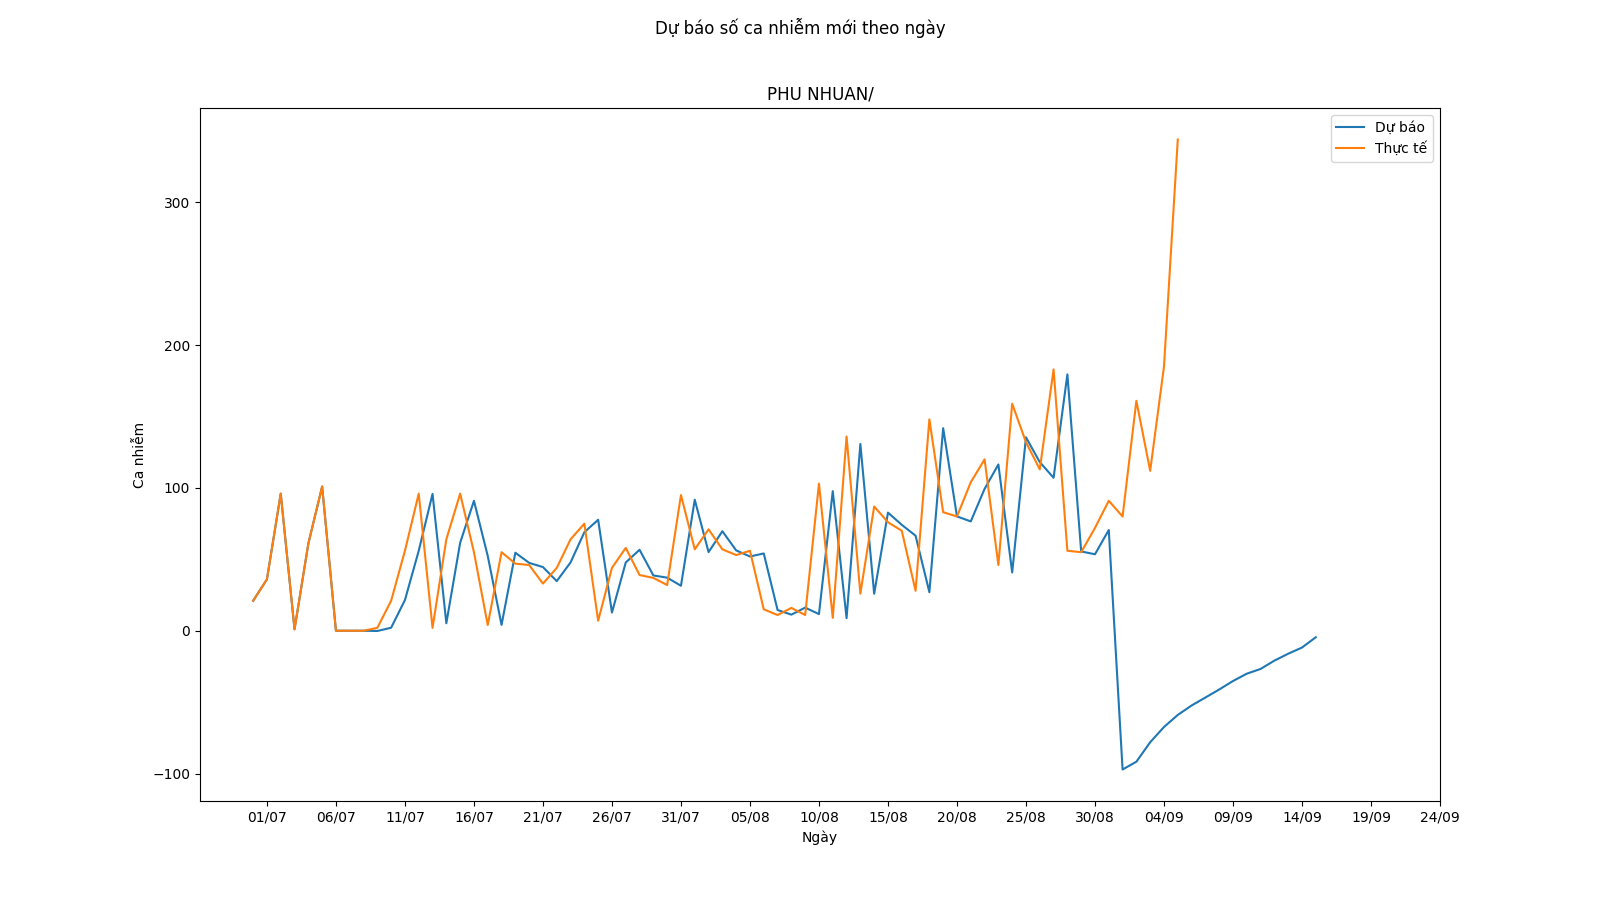 Dự báo số ca nhiễm mới theo ngày
PHU NHUAN/
Dự báo
Thực tế
300
200
100
0
−100
Ca nhiễm
01/07 06/07 11/07 16/07 21/07 26/07 31/07 05/08 10/08 15/08 20/08 25/08 30/08 04/09 09/09 14/09 19/09 24/09
Ngày